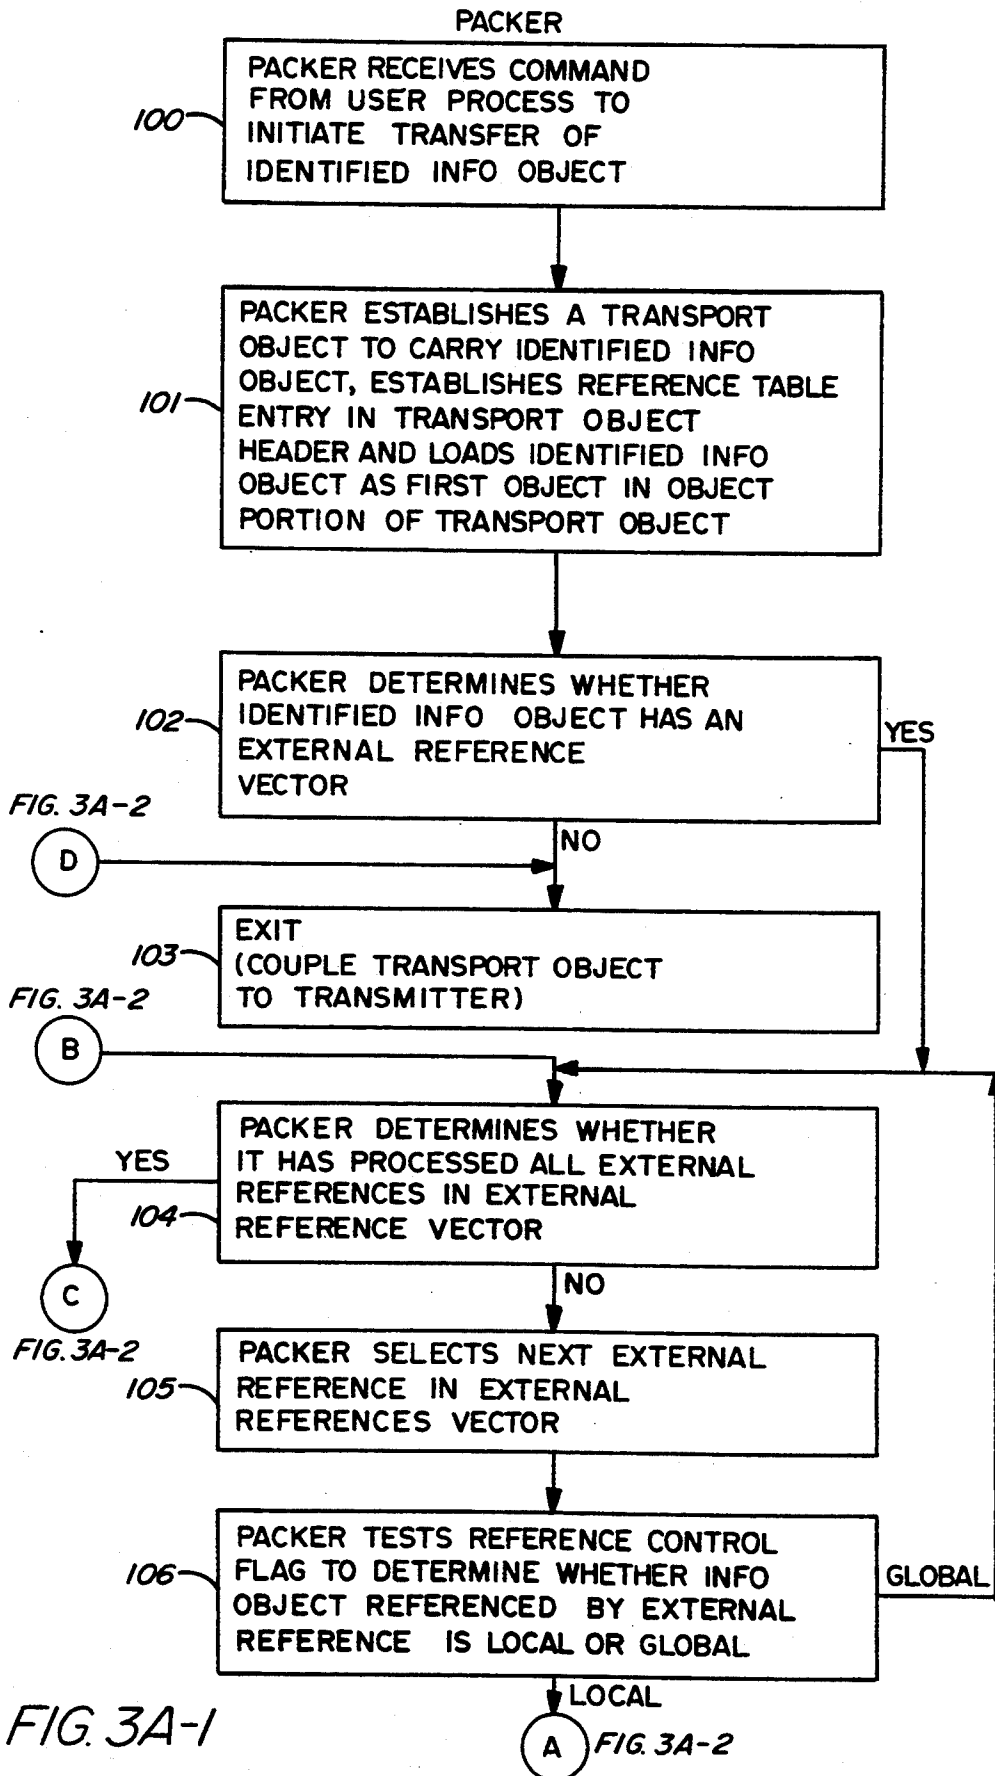 PACKER
PACKER RECEIVES COMMAND
FROM USER PROCESS TO
INITIATE TRANSFER OF
IDENTIFIED INFO OBJECT
100
PACKER ESTABLISHES A TRANSPORT
OBJECT TO CARRY IDENTIFIED INFO
OBJECT, ESTABLISHES REFERENCE TABLE
ENTRY IN TRANSPORT OBJECT
HEADER AND LOADS IDENTIFIED INFO
OBJECT AS FIRST OBJECT IN OBJECT
PORTION OF TRANSPORT OBJECT
101
PACKER DETERMINES WHETHER
IDENTIFIED INFO OBJECT HAS AN
EXTERNAL REFERENCE
VECTOR
102
YES
FIG. 3A-2
D
NO
EXIT
(COUPLE TRANSPORT OBJECT
TO TRANSMITTER)
103
FIG. 3A-2
B
PACKER DETERMINES WHETHER
IT HAS PROCESSED ALL EXTERNAL
REFERENCES IN EXTERNAL
REFERENCE VECTOR
YES
104
C
FIG. 3A-2
NO
PACKER SELECTS NEXT EXTERNAL
REFERENCE IN EXTERNAL
REFERENCES VECTOR
105
PACKER TESTS REFERENCE CONTROL
FLAG TO DETERMINE WHETHER INFO
OBJECT REFERENCED BY EXTERNAL
REFERENCE IS LOCAL OR GLOBAL
106
GLOBAL
LOCAL
A
FIG. 3A-2
FIG. 3A-1